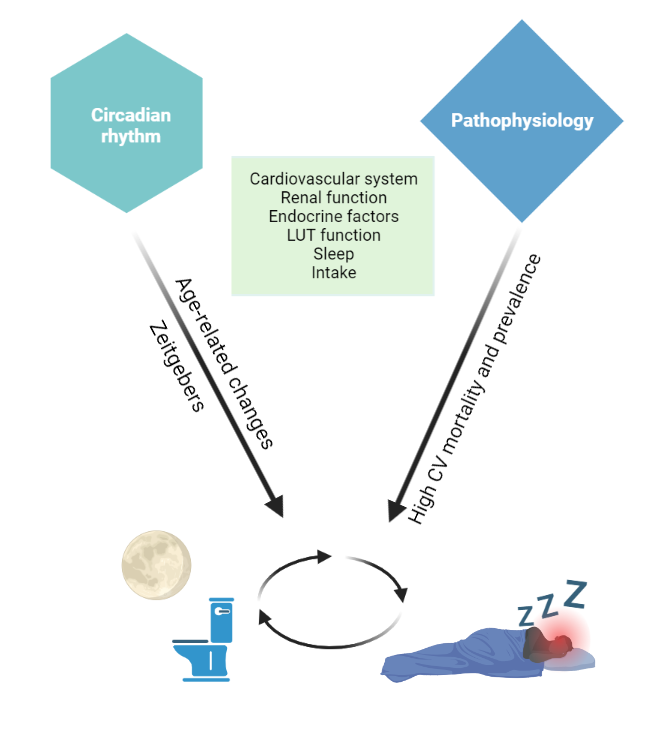 Circadian
rhythm
Pathophysiology
Cardiovascular system
Renal function
Endocrine factors
LUT function
Sleep
Intake
Age-related changes
Zeitgebers
High CV mortality and prevalence
Z Z Z